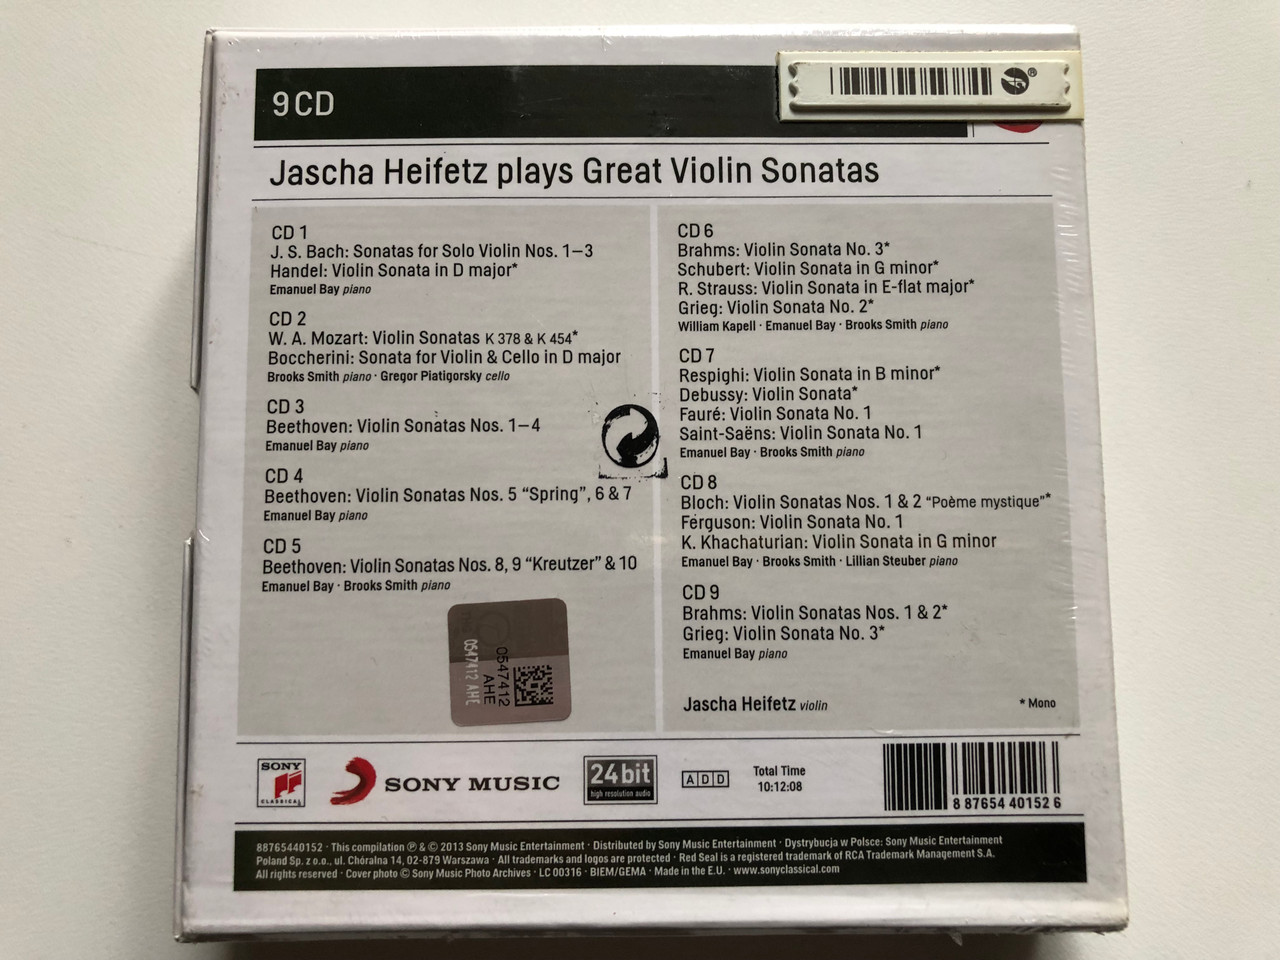 9CD
Jascha Heifetz plays Great Violin Sonatas
CD 1
J. S. Bach: Sonatas for Solo Violin Nos. 1–3
Handel: Violin Sonata in D major*
Emanuel Bay piano
CD 2
W. A. Mozart: Violin Sonatas K 378 & K 454*
Boccherini: Sonata for Violin & Cello in D major
Brooks Smith piano · Gregor Piatigorsky cello
CD 3
Beethoven: Violin Sonatas Nos. 1–4
Emanuel Bay piano
CD 4
Beethoven: Violin Sonatas Nos. 5 “Spring”, 6 & 7
Emanuel Bay piano
CD 5
Beethoven: Violin Sonatas Nos. 8, 9 “Kreutzer” & 10
Emanuel Bay · Brooks Smith piano
0547412
AHE
0547412 AHE
CD 6
Brahms: Violin Sonata No. 3*
Schubert: Violin Sonata in G minor*
R. Strauss: Violin Sonata in E-flat major*
Grieg: Violin Sonata No. 2*
William Kapell · Emanuel Bay · Brooks Smith piano
CD 7
Respighi: Violin Sonata in B minor*
Debussy: Violin Sonata*
Fauré: Violin Sonata No. 1
Saint-Saëns: Violin Sonata No. 1
Emanuel Bay · Brooks Smith piano
CD 8
Bloch: Violin Sonatas Nos. 1 & 2 “Poème mystique”*
Ferguson: Violin Sonata No. 1
K. Khachaturian: Violin Sonata in G minor
Emanuel Bay · Brooks Smith · Lillian Steuber piano
CD 9
Brahms: Violin Sonatas Nos. 1 & 2*
Grieg: Violin Sonata No. 3*
Emanuel Bay piano
Jascha Heifetz violin
* Mono
SONY
CLASSICAL
SONY MUSIC
24 bit
high resolution audio
ADD
Total Time
10:12:08
8 87654 40152 6
88765440152 · This compilation ℗ & © 2013 Sony Music Entertainment · Distributed by Sony Music Entertainment · Dystrybucja w Polsce: Sony Music Entertainment
Poland Sp. z o.o., ul. Chóralna 14, 02-879 Warszawa · All trademarks and logos are protected · Red Seal is a registered trademark of RCA Trademark Management S.A.
All rights reserved · Cover photo © Sony Music Photo Archives · LC 00316 · BIEM/GEMA · Made in the E.U. · www.sonyclassical.com